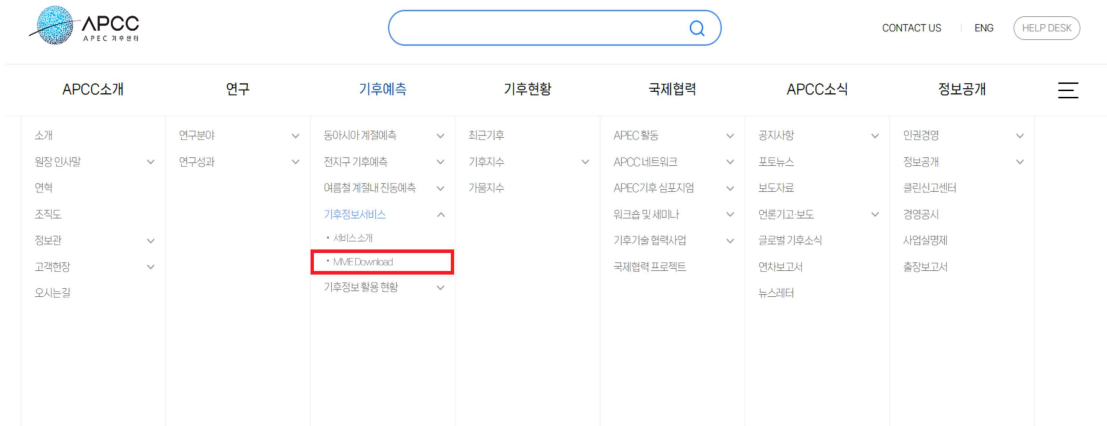 APCC
APEC 기후센터
CONTACT US
ENG
HELP DESK
APCC소개
연구
기후예측
기후현황
국제협력
APCC소식
정보공개
소개
원장 인사말
연혁
조직도
정보관
고객헌장
오시는길
연구분야
연구성과
동아시아 계절예측
전지구 기후예측
여름철 계절내 진동예측
기후정보서비스
• 서비스 소개
• MME Download
기후정보 활용 현황
최근기후
기후지수
가뭄지수
APEC 활동
APCC 네트워크
APEC기후 심포지엄
워크숍 및 세미나
기후기술 협력사업
국제협력 프로젝트
공지사항
포토뉴스
보도자료
언론기고·보도
글로벌 기후소식
연차보고서
뉴스레터
인권경영
정보공개
클린신고센터
경영공시
사업실명제
출장보고서